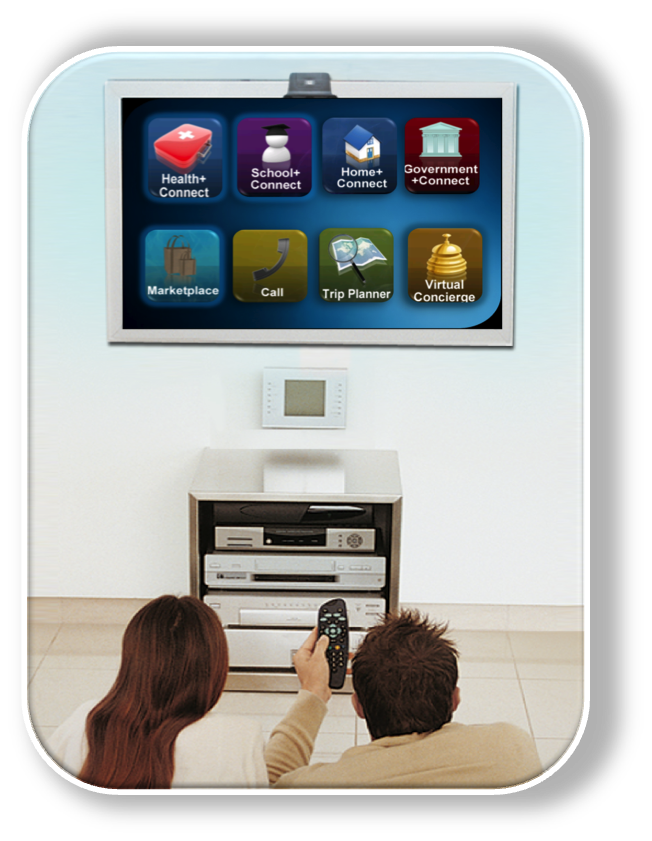 Health+
Connect
School+
Connect
Home+
Connect
Government
+Connect
Marketplace
Call
Trip Planner
Virtual
Concierge